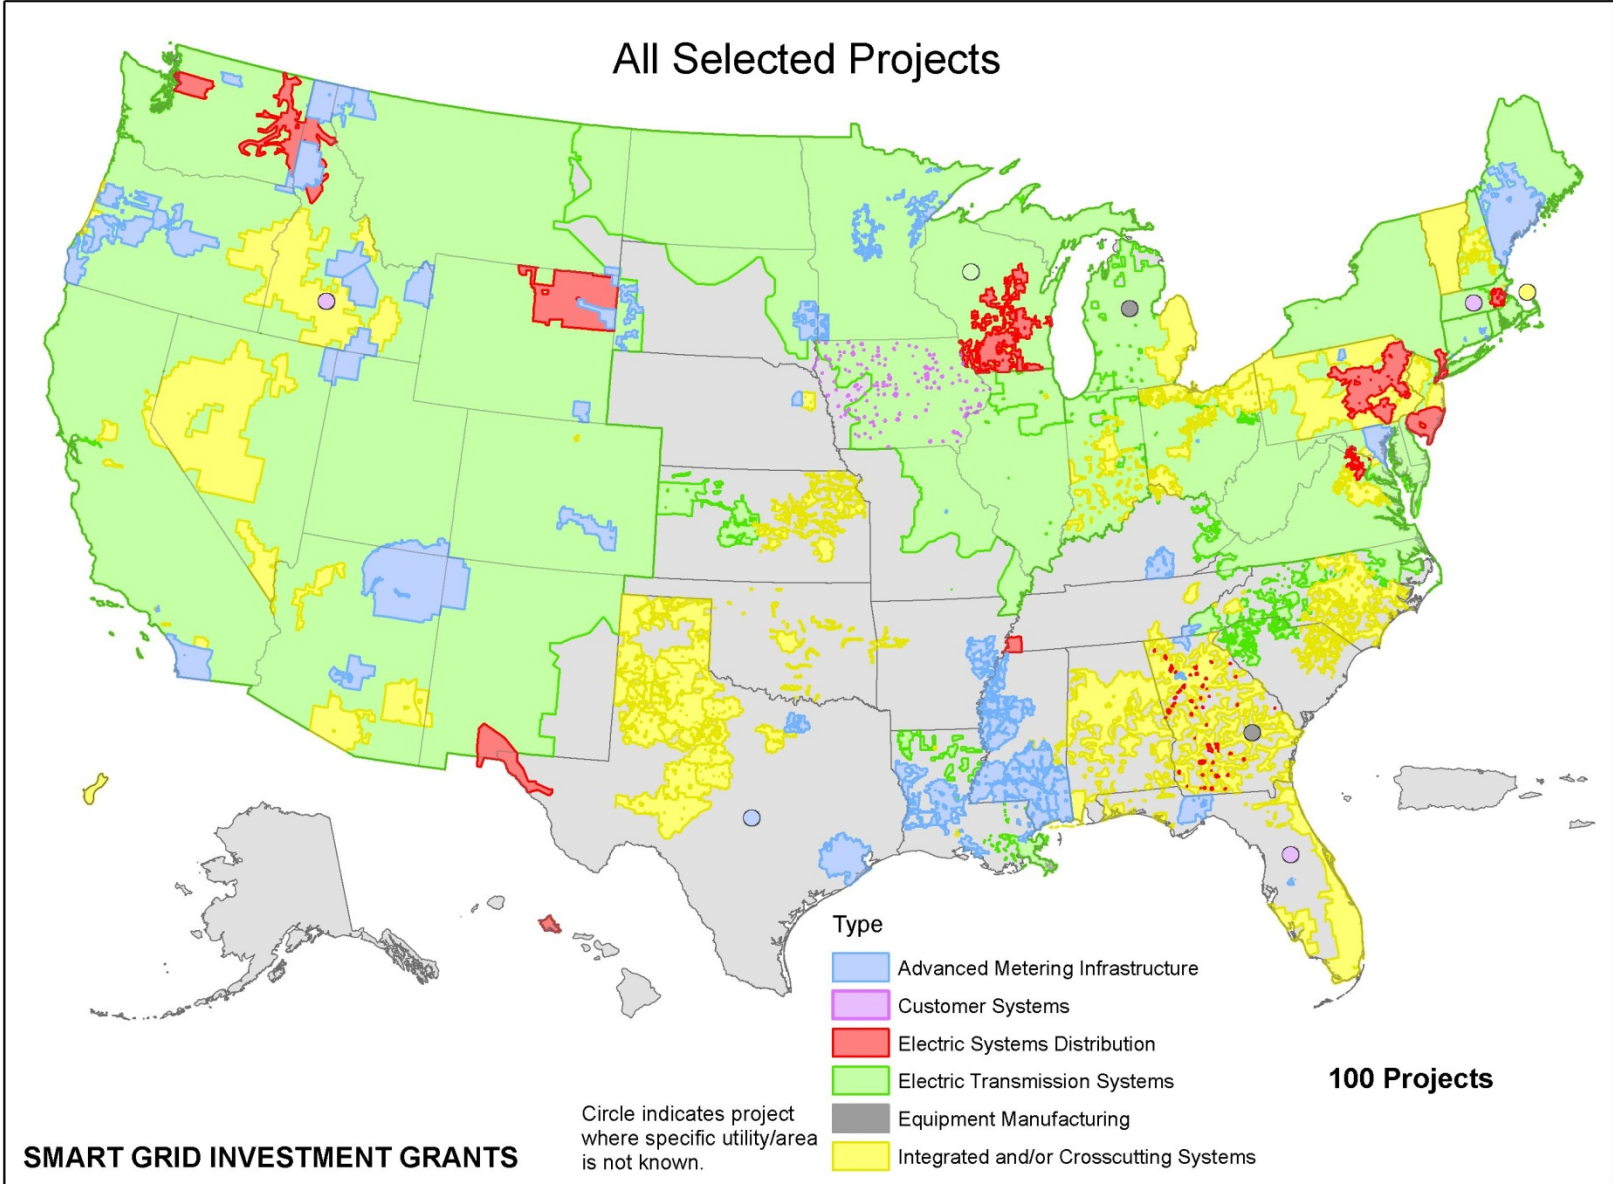 All Selected Projects
Type
Advanced Metering Infrastructure
Customer Systems
Electric Systems Distribution
Electric Transmission Systems
Equipment Manufacturing
Integrated and/or Crosscutting Systems
100 Projects
Circle indicates project
where specific utility/area
is not known.
SMART GRID INVESTMENT GRANTS